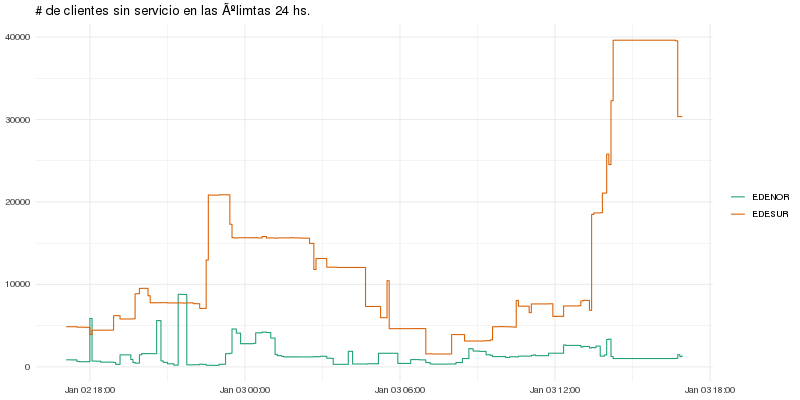 # de clientes sin servicio en las Ãºlimtas 24 hs.
40000
30000
20000
10000
0
Jan 02 18:00
Jan 03 00:00
Jan 03 06:00
Jan 03 12:00
Jan 03 18:00
EDENOR
EDESUR